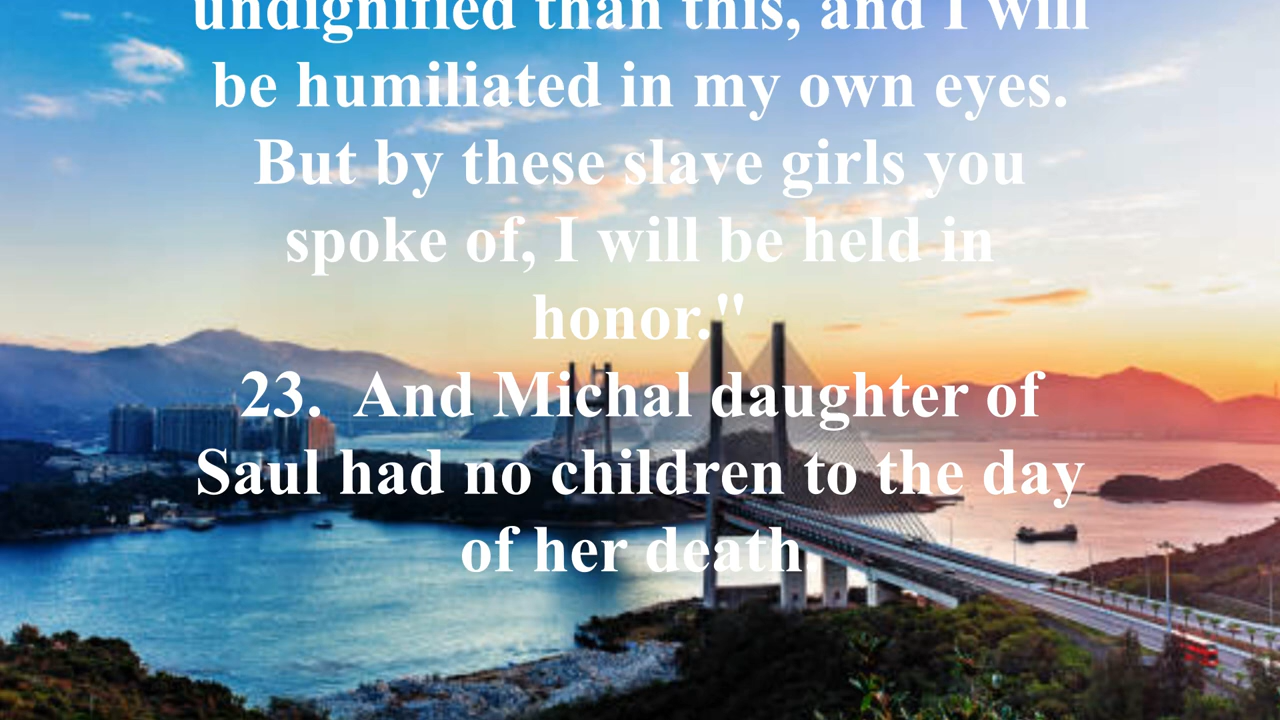 undignified than this, and I will
be humiliated in my own eyes.
But by these slave girls you
spoke of, I will be held in
honor."
23. And Michal daughter of
Saul had no children to the day
of her death.